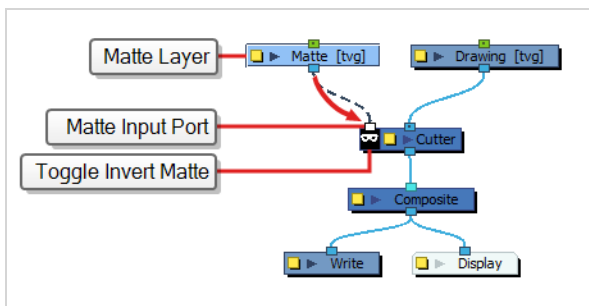 Matte Layer
Matte [tvg]
Drawing [tvg]
Matte Input Port
Cutter
Toggle Invert Matte
Composite
Write
Display